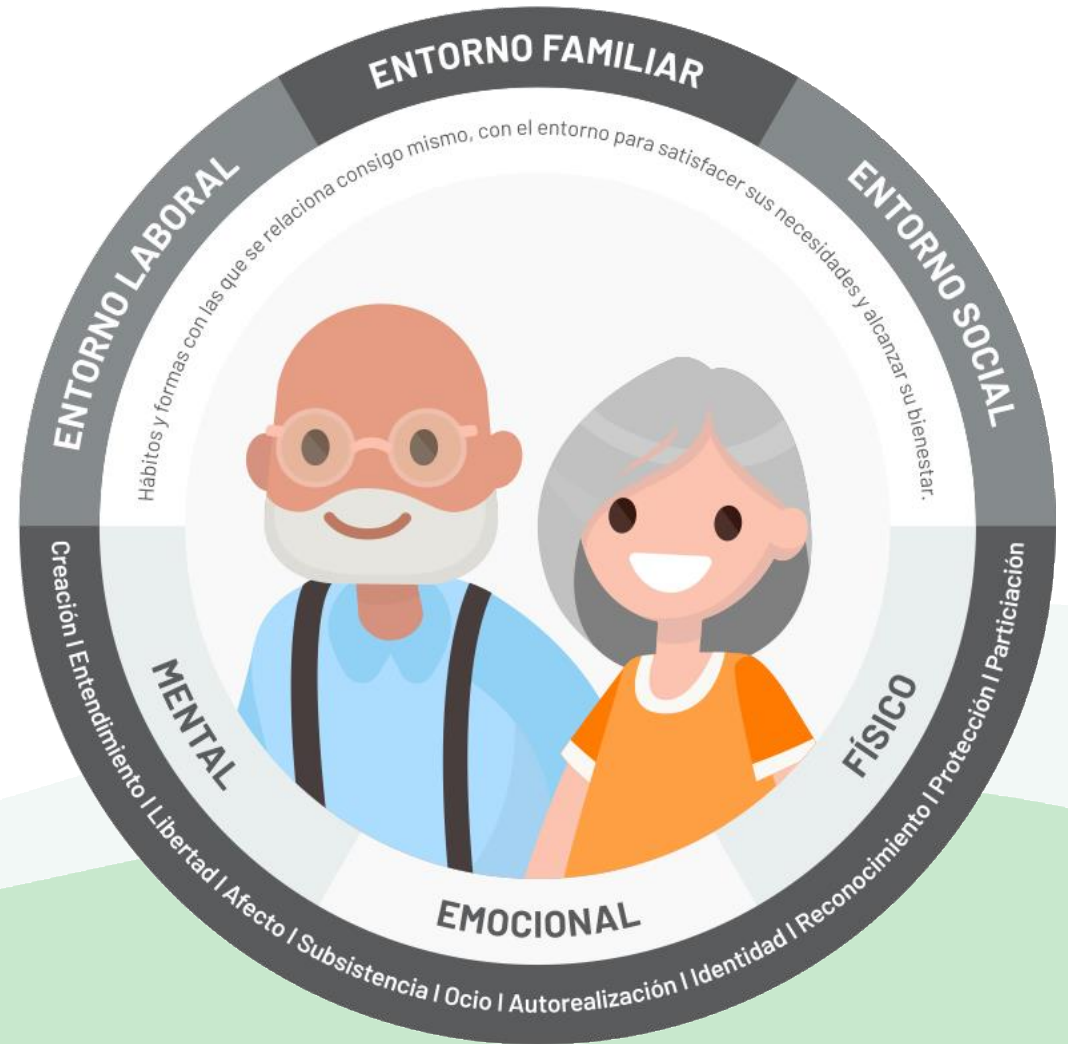 ENTORNO LABORAL
ENTORNO FAMILIAR
ENTORNO SOCIAL
Hábitos y formas con las que se relaciona consigo mismo, con el entorno para satisfacer sus necesidades y alcanzar su bienestar.
MENTAL
EMOCIONAL
FÍSICO
Creación | Entendimiento | Libertad | Afecto | Subsistencia | Ocio | Autorealización | Identidad | Reconocimiento | Protección | Particiación